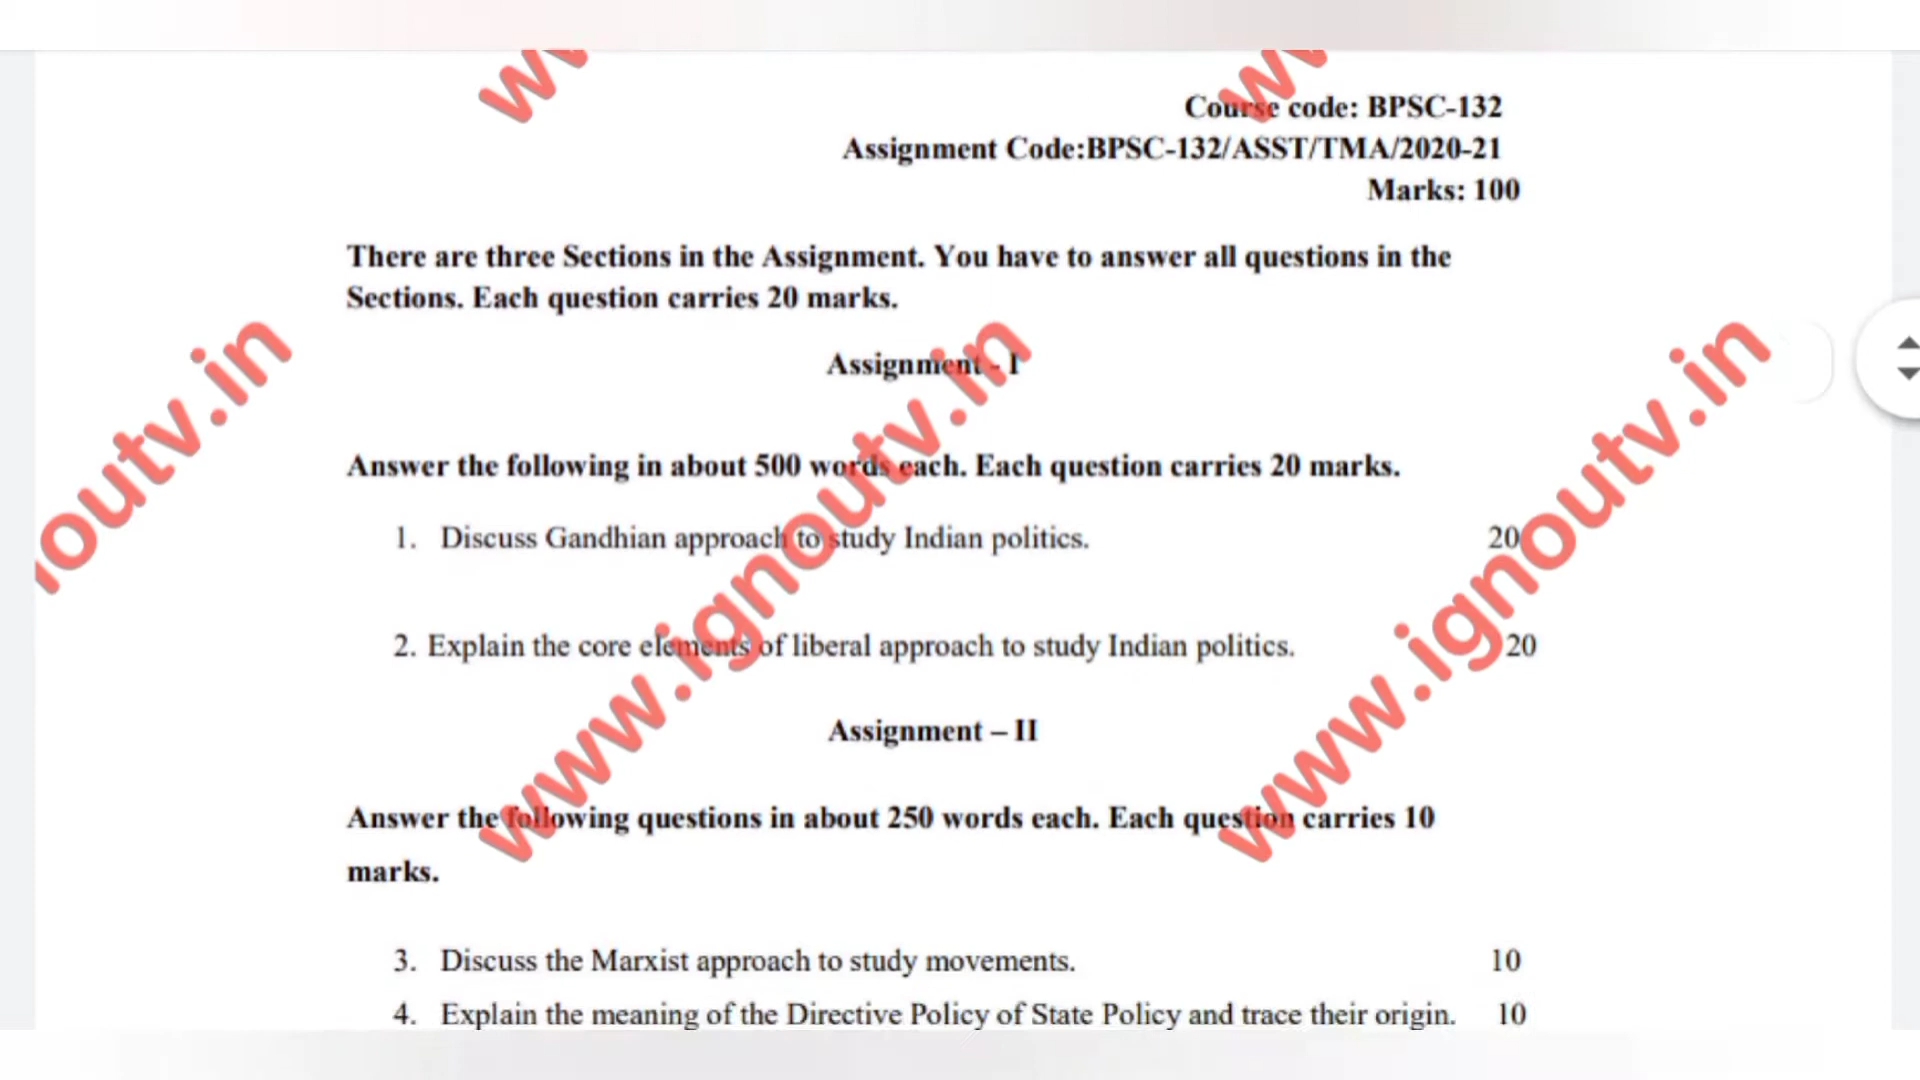 Course code: BPSC-132
Assignment Code:BPSC-132/ASST/TMA/2020-21
Marks: 100
There are three Sections in the Assignment. You have to answer all questions in the
Sections. Each question carries 20 marks.
Assignment - I
Answer the following in about 500 words each. Each question carries 20 marks.
1. Discuss Gandhian approach to study Indian politics. 20
2. Explain the core elements of liberal approach to study Indian politics. 20
Assignment – II
Answer the following questions in about 250 words each. Each question carries 10
marks.
3. Discuss the Marxist approach to study movements. 10
4. Explain the meaning of the Directive Policy of State Policy and trace their origin. 10
www.ignoutv.in
www.ignoutv.in
noutv.in